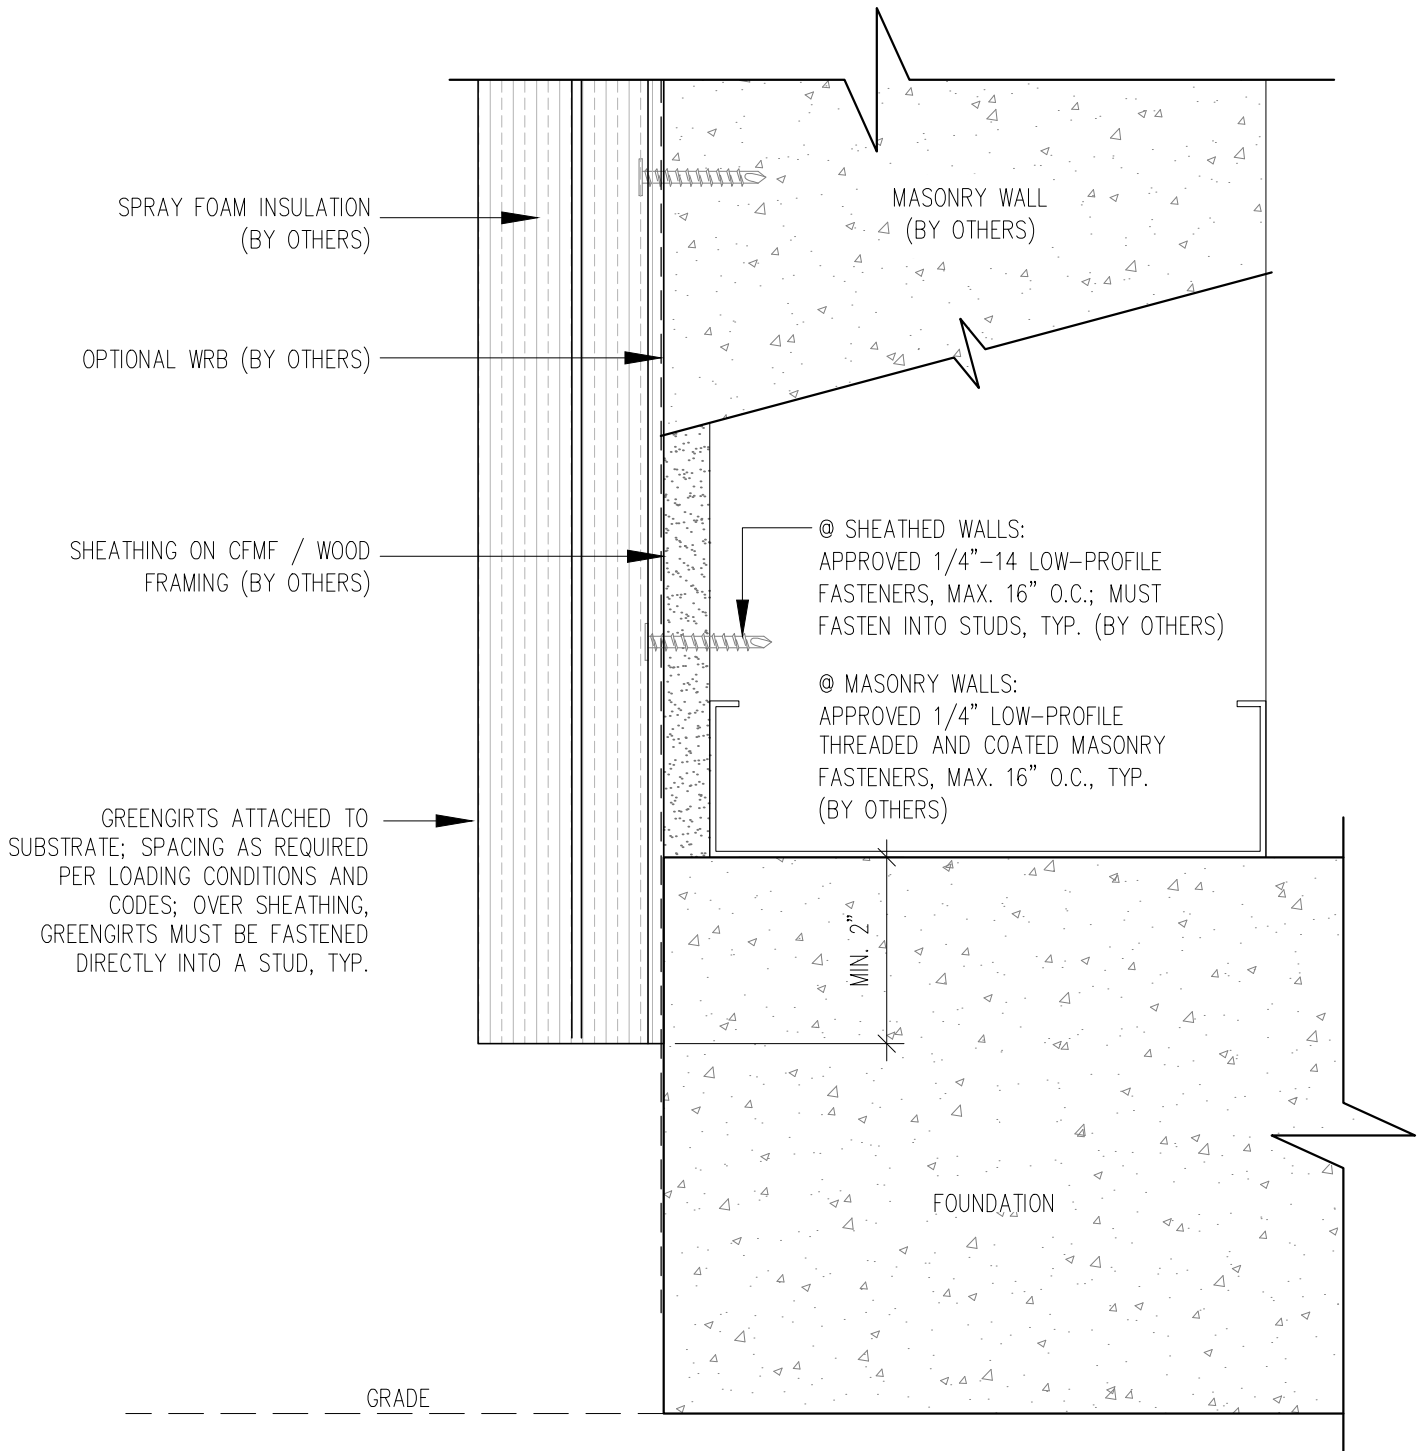 SPRAY FOAM INSULATION
(BY OTHERS)
MASONRY WALL
(BY OTHERS)
OPTIONAL WRB (BY OTHERS)
SHEATHING ON CFMF / WOOD
FRAMING (BY OTHERS)
@ SHEATHED WALLS:
APPROVED 1/4"-14 LOW-PROFILE
FASTENERS, MAX. 16" O.C.; MUST
FASTEN INTO STUDS, TYP. (BY OTHERS)
@ MASONRY WALLS:
APPROVED 1/4" LOW-PROFILE
THREADED AND COATED MASONRY
FASTENERS, MAX. 16" O.C., TYP.
(BY OTHERS)
GREENGIRTS ATTACHED TO
SUBSTRATE; SPACING AS REQUIRED
PER LOADING CONDITIONS AND
CODES; OVER SHEATHING,
GREENGIRTS MUST BE FASTENED
DIRECTLY INTO A STUD, TYP.
MIN. 2"
FOUNDATION
GRADE